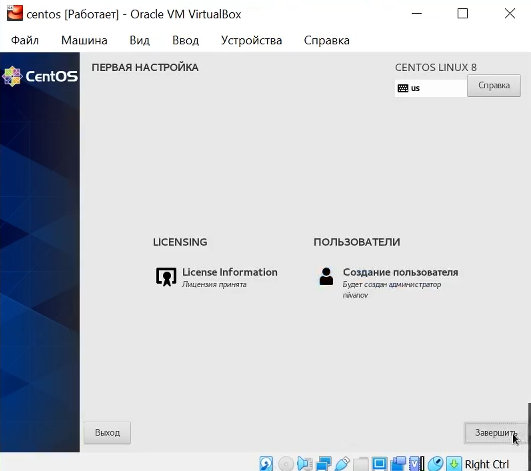 centos [Работает] - Oracle VM VirtualBox
Файл Машина Вид Ввод Устройства Справка
CentOS
ПЕРВАЯ НАСТРОЙКА
CENTOS LINUX 8
us
Справка
LICENSING
License Information
Лицензия принята
ПОЛЬЗОВАТЕЛИ
Создание пользователя
Будет создан администратор
nivanov
Выход
Завершить
Right Ctrl